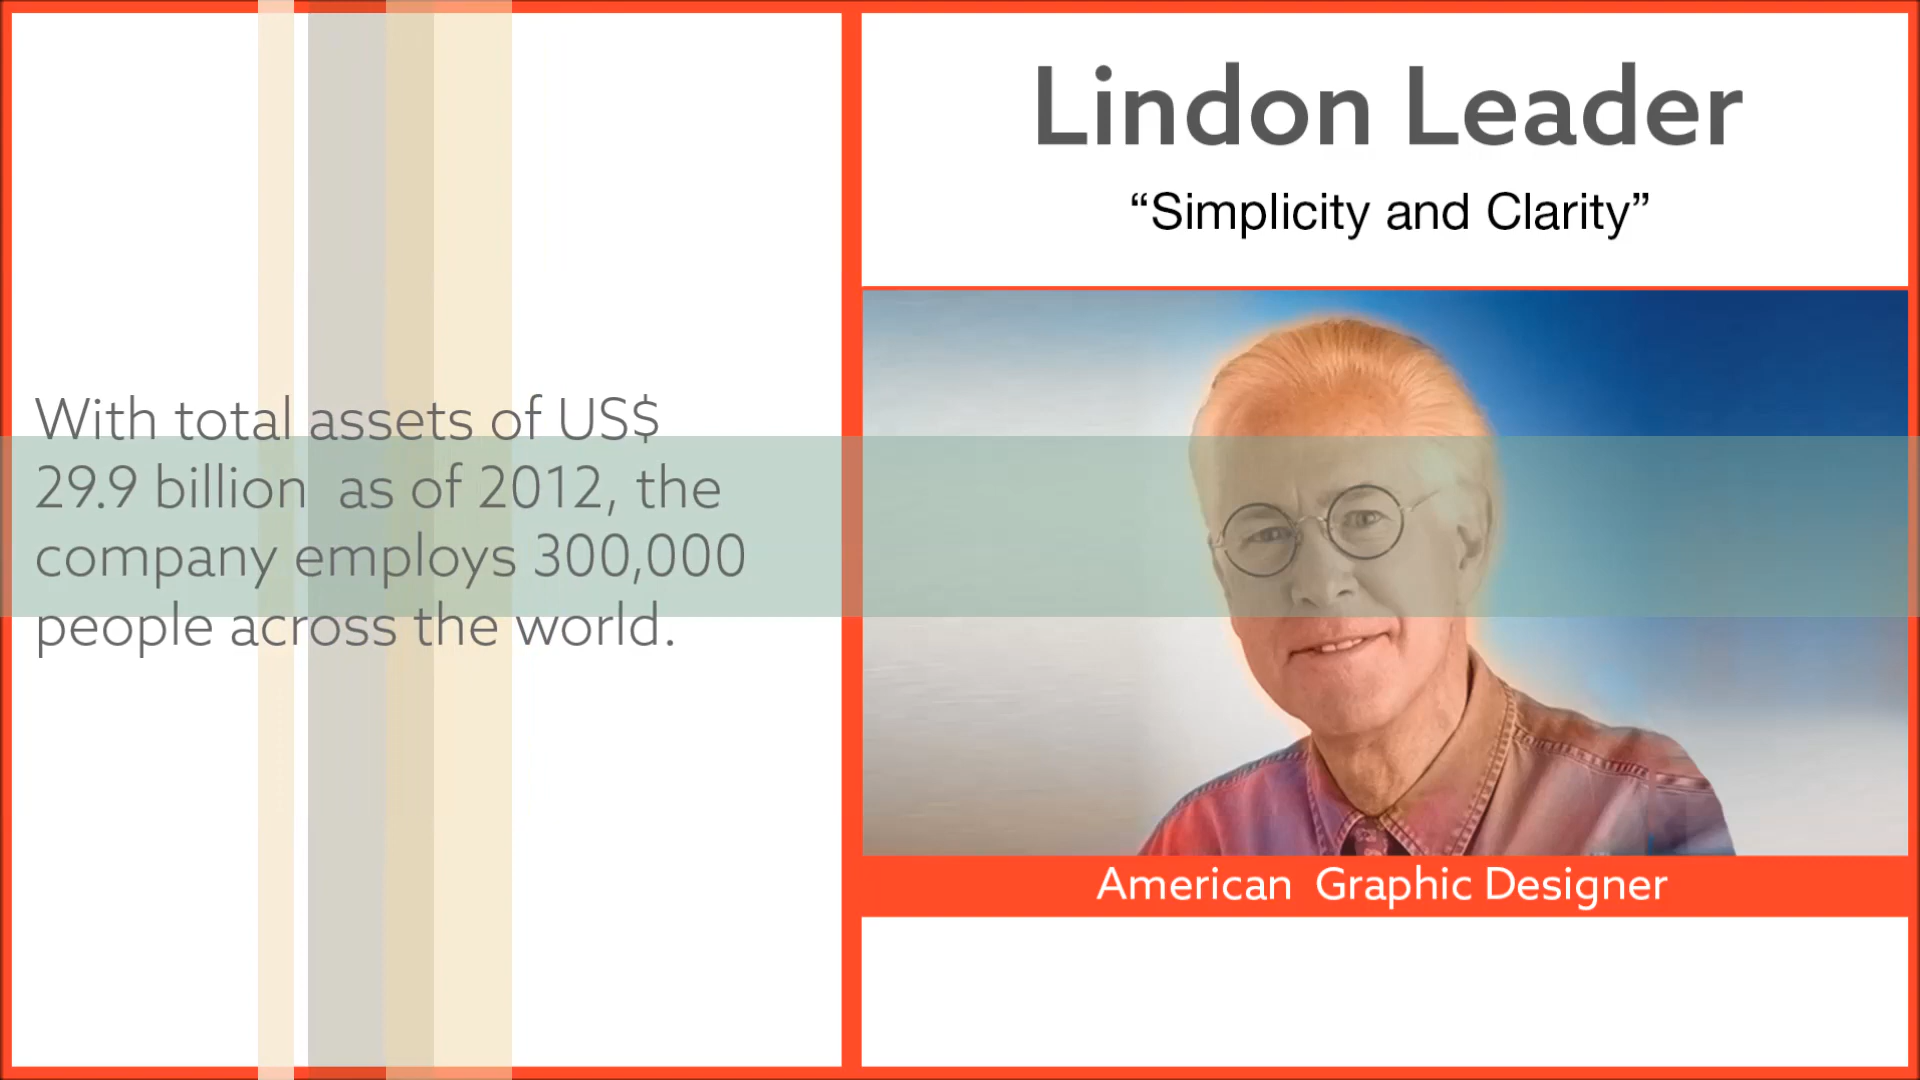 With total assets of US$
29.9 billion  as of 2012, the
company employs 300,000
people across the world.
Lindon Leader
“Simplicity and Clarity”
American  Graphic Designer